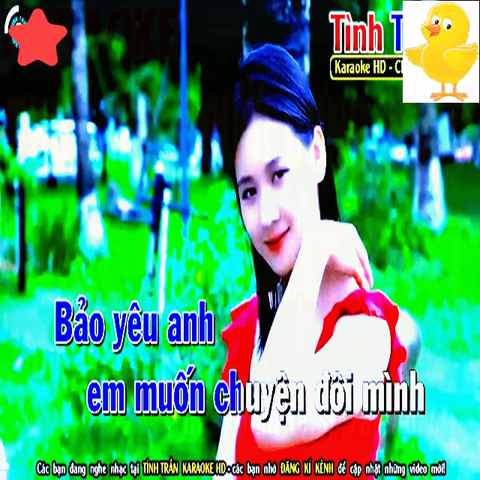 Tình T
Karaoke HD - C
Bảo yêu anh
em muốn chuyện đôi mình
Các bạn đang nghe nhạc tại TÌNH TRẦN KARAOKE HD - các bạn nhớ ĐĂNG KÍ KÊNH để cập nhật những video mới!